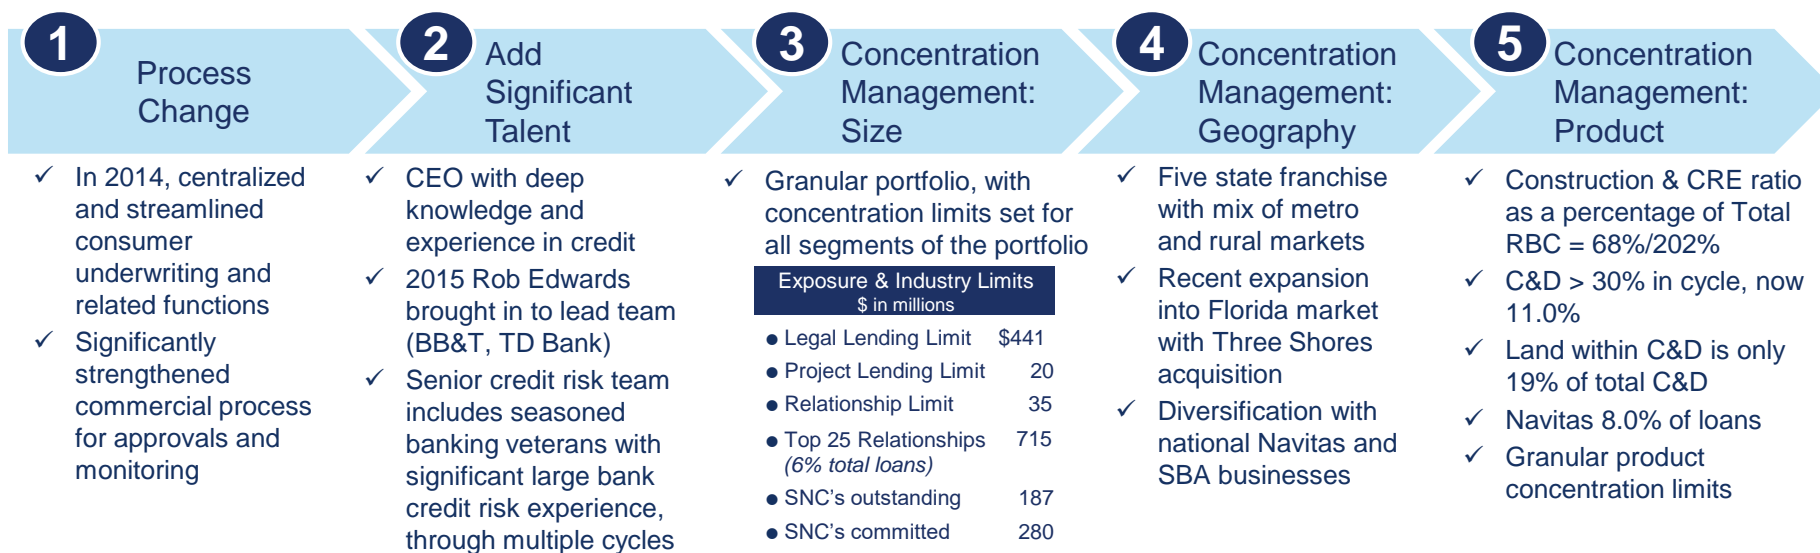 1
Process
Change
✓ In 2014, centralized
and streamlined
consumer
underwriting and
related functions
✓ Significantly
strengthened
commercial process
for approvals and
monitoring
2
Add
Significant
Talent
✓ CEO with deep
knowledge and
experience in credit
✓ 2015 Rob Edwards
brought in to lead team
(BB&T, TD Bank)
✓ Senior credit risk team
includes seasoned
banking veterans with
significant large bank
credit risk experience,
through multiple cycles
3
Concentration
Management:
Size
✓ Granular portfolio, with
concentration limits set for
all segments of the portfolio
Exposure & Industry Limits
$ in millions
● Legal Lending Limit $441
● Project Lending Limit 20
● Relationship Limit 35
● Top 25 Relationships 715
(6% total loans)
● SNC's outstanding 187
● SNC's committed 280
4
Concentration
Management:
Geography
✓ Five state franchise
with mix of metro
and rural markets
✓ Recent expansion
into Florida market
with Three Shores
acquisition
✓ Diversification with
national Navitas and
SBA businesses
5
Concentration
Management:
Product
✓ Construction & CRE ratio
as a percentage of Total
RBC = 68%/202%
✓ C&D > 30% in cycle, now
11.0%
✓ Land within C&D is only
19% of total C&D
✓ Navitas 8.0% of loans
✓ Granular product
concentration limits